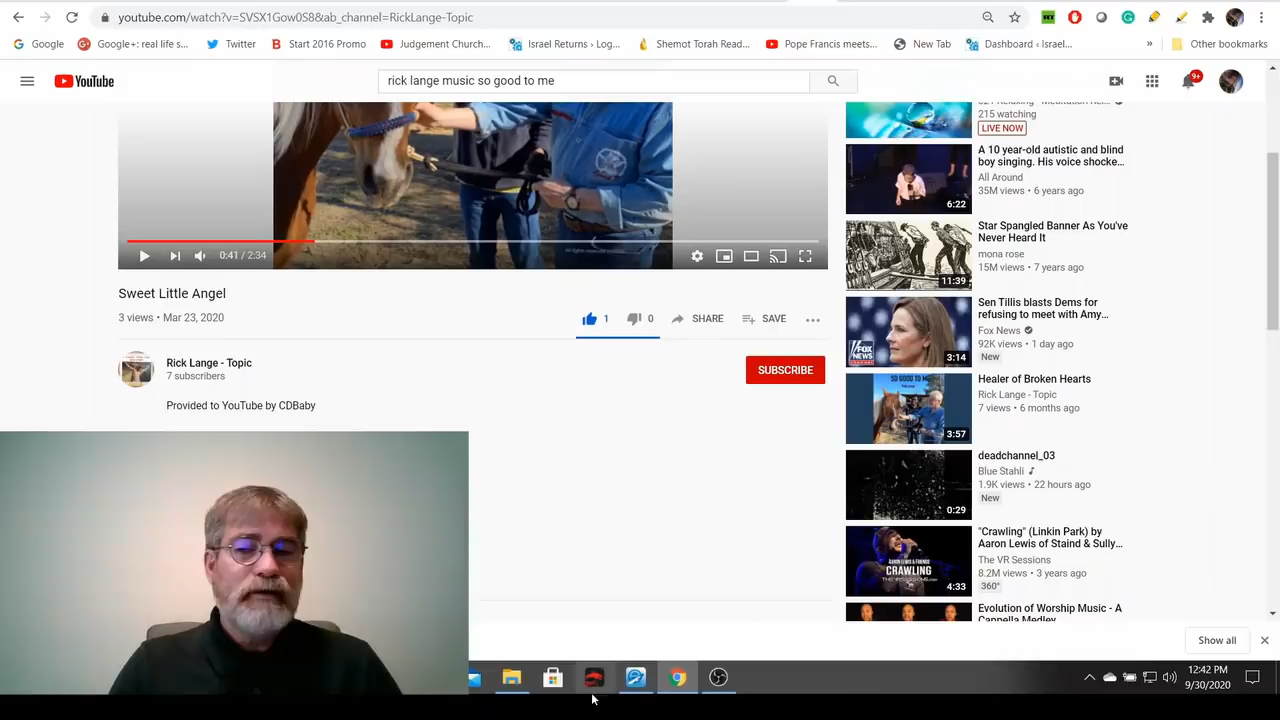 youtube.com/watch?v=SVSX1Gow0S8&ab_channel=RickLange-Topic
Google
Google+: real life s...
Twitter
Start 2016 Promo
Judgement Church...
Israel Returns › Log...
Shemot Torah Read...
Pope Francis meets...
New Tab
Dashboard ‹ Israel...
»
Other bookmarks
YouTube
rick lange music so good to me
9+
215 watching
LIVE NOW
A 10 year-old autistic and blind
boy singing. His voice shocke...
All Around
35M views • 6 years ago
6:22
Star Spangled Banner As You've
Never Heard It
mona rose
15M views • 7 years ago
11:39
Sen Tillis blasts Dems for
refusing to meet with Amy...
Fox News
92K views • 1 day ago
New
FOX
NEWS
3:14
Healer of Broken Hearts
Rick Lange - Topic
7 views • 6 months ago
SO GOOD TO ME
3:57
deadchannel_03
Blue Stahli
1.9K views • 22 hours ago
New
0:29
"Crawling" (Linkin Park) by
Aaron Lewis of Staind & Sully...
The VR Sessions
8.2M views • 3 years ago
360°
AARON LEWIS & FRIENDS
CRAWLING
4:33
Evolution of Worship Music - A
Cappella Medley
0:41 / 2:34
Sweet Little Angel
3 views • Mar 23, 2020
1
0
SHARE
SAVE
Rick Lange - Topic
7 subscribers
SUBSCRIBE
Provided to YouTube by CDBaby
Show all
12:42 PM
9/30/2020